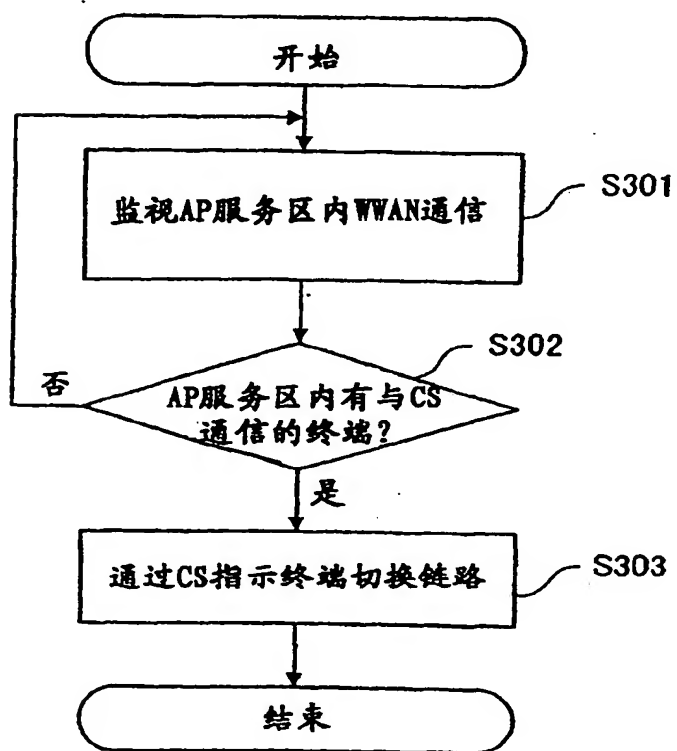 开始
监视AP服务区内WWAN通信
S301
S302
否
AP服务区内有与CS
通信的终端?
是
通过CS指示终端切换链路
S303
结束